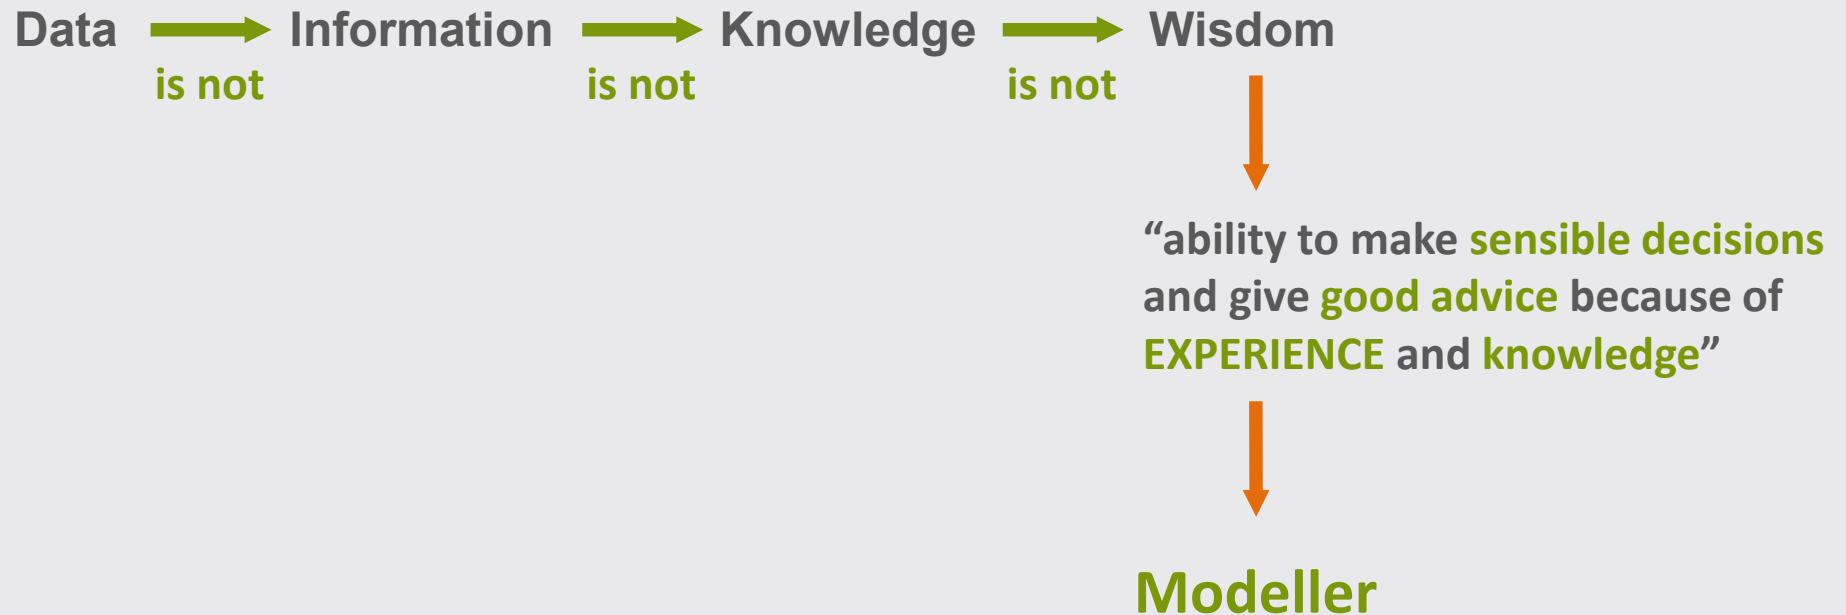 Data Information Knowledge Wisdom
is not is not is not
“ability to make sensible decisions
and give good advice because of
EXPERIENCE and knowledge”
Modeller